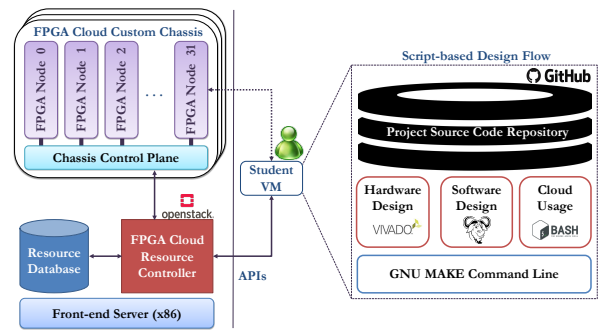 FPGA Cloud Custom Chassis
FPGA Node 0
FPGA Node 1
FPGA Node 2
...
FPGA Node 31
Chassis Control Plane
openstack.
Resource
Database
FPGA Cloud
Resource
Controller
Front-end Server (x86)
APIs
Student
VM
Script-based Design Flow
GitHub
Project Source Code Repository
Hardware
Design
VIVADO
Software
Design
Cloud
Usage
BASH
GNU MAKE Command Line